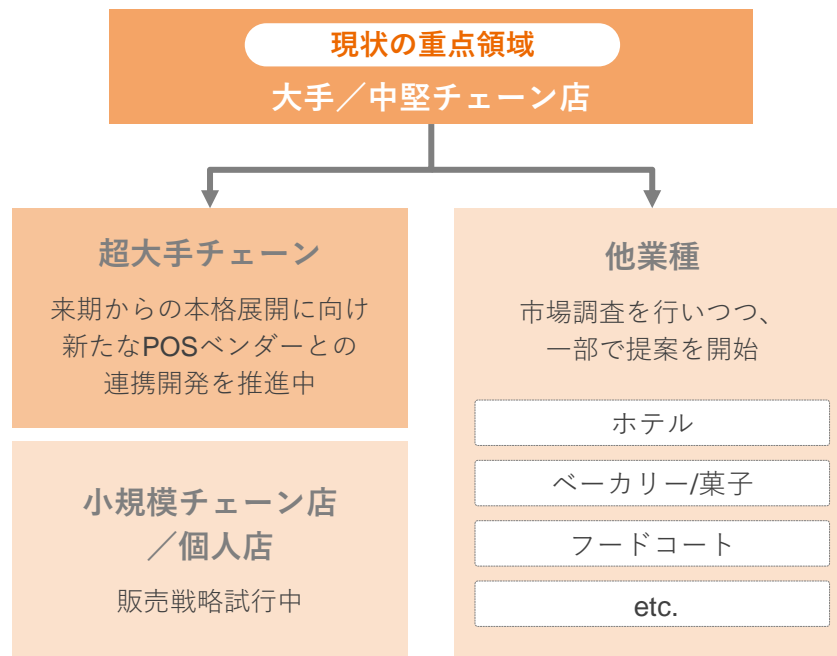 現状の重点領域
大手／中堅チェーン店
超大手チェーン
来期からの本格展開に向け
新たなPOSベンダーとの
連携開発を推進中
小規模チェーン店
／個人店
販売戦略試行中
他業種
市場調査を行いつつ、
一部で提案を開始
ホテル
ベーカリー/菓子
フードコート
etc.